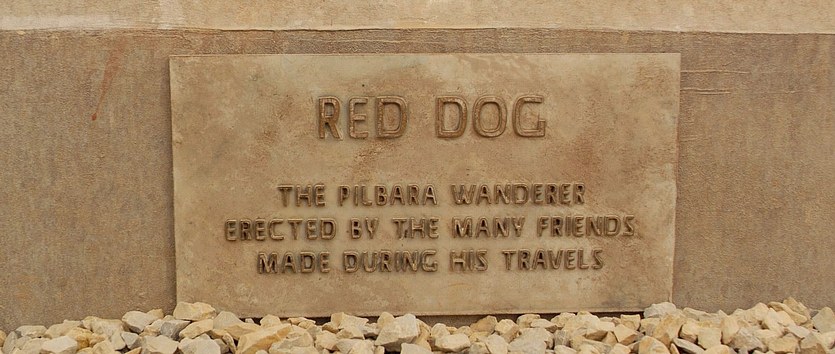 RED DOG
THE PILBARA WANDERER
ERECTED BY THE MANY FRIENDS
MADE DURING HIS TRAVELS